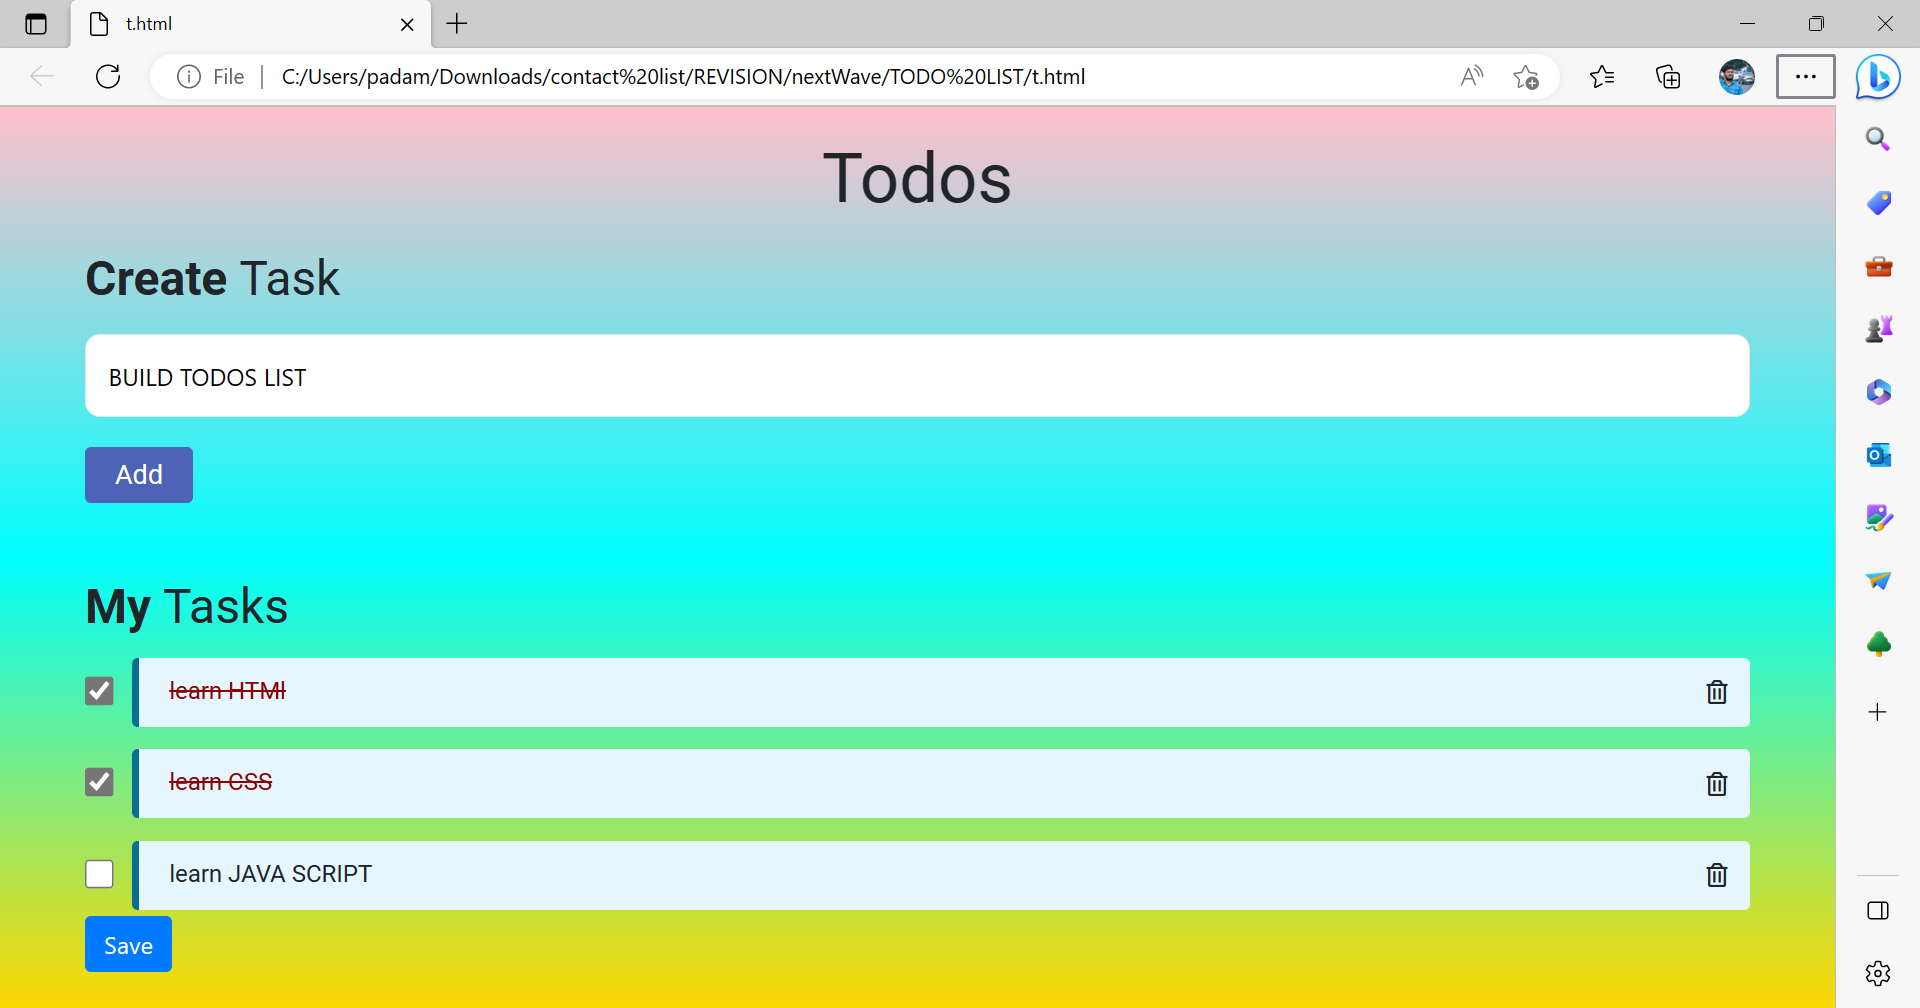 t.html
File
C:/Users/padam/Downloads/contact%20list/REVISION/nextWave/TODO%20LIST/t.html
Todos
Create Task
BUILD TODOS LIST
Add
My Tasks
learn HTMl
learn CSS
learn JAVA SCRIPT
Save